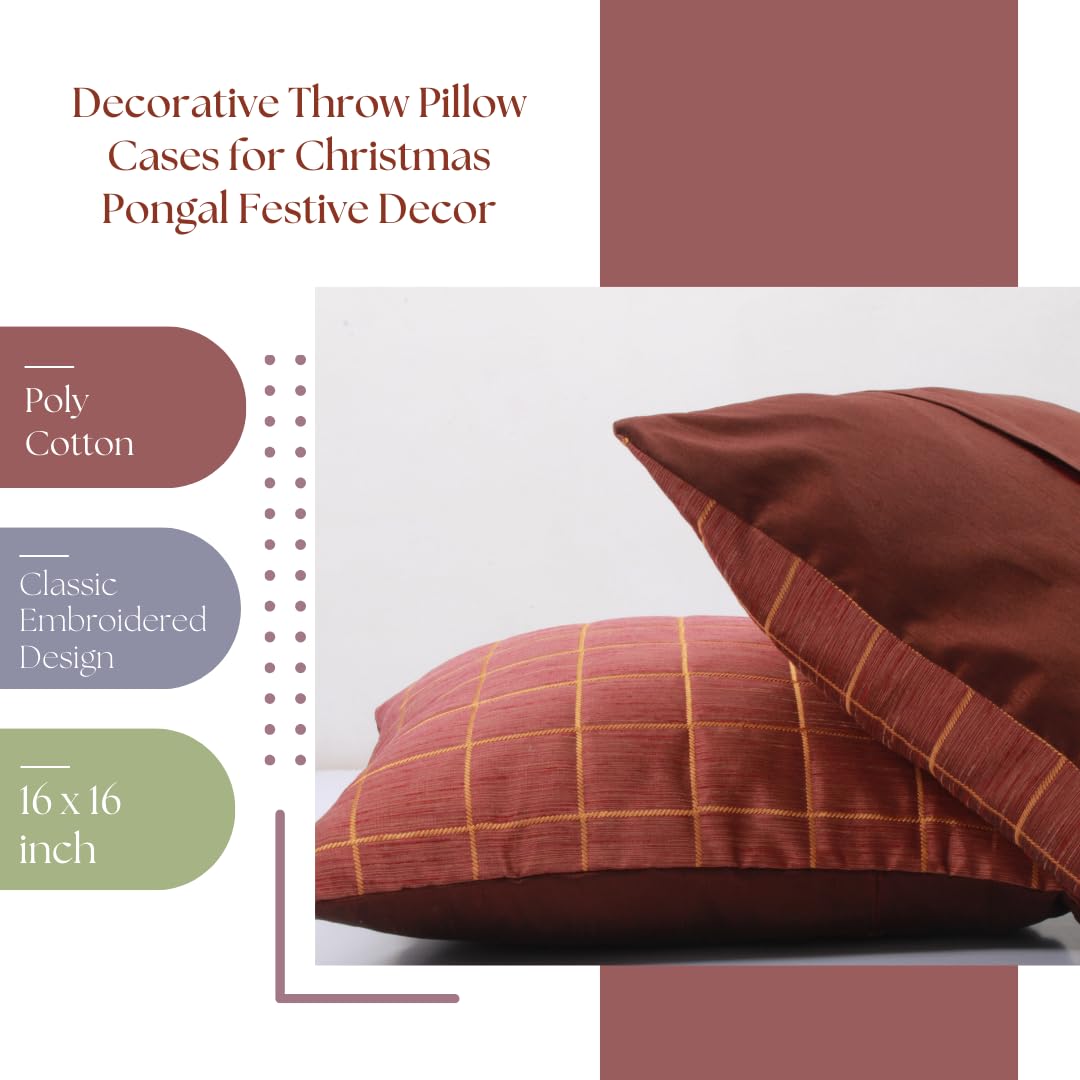 Decorative Throw Pillow
Cases for Christmas
Pongal Festive Decor
Poly
Cotton
Classic
Embroidered
Design
16 x 16
inch